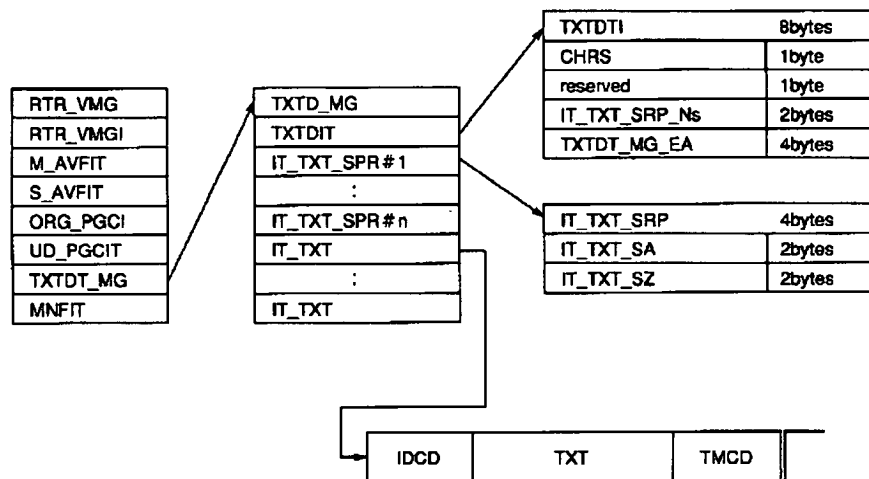 RTR_VMG
RTR_VMGI
M_AVFIT
S_AVFIT
ORG_PGCI
UD_PGCIT
TXTDT_MG
MNFIT
TXTD_MG
TXTDIT
IT_TXT_SPR#1
:
IT_TXT_SPR#n
IT_TXT
:
IT_TXT
TXTDTI 8bytes
CHRS 1byte
reserved 1byte
IT_TXT_SRP_Ns 2bytes
TXTDT_MG_EA 4bytes
IT_TXT_SRP 4bytes
IT_TXT_SA 2bytes
IT_TXT_SZ 2bytes
IDCD TXT TMCD